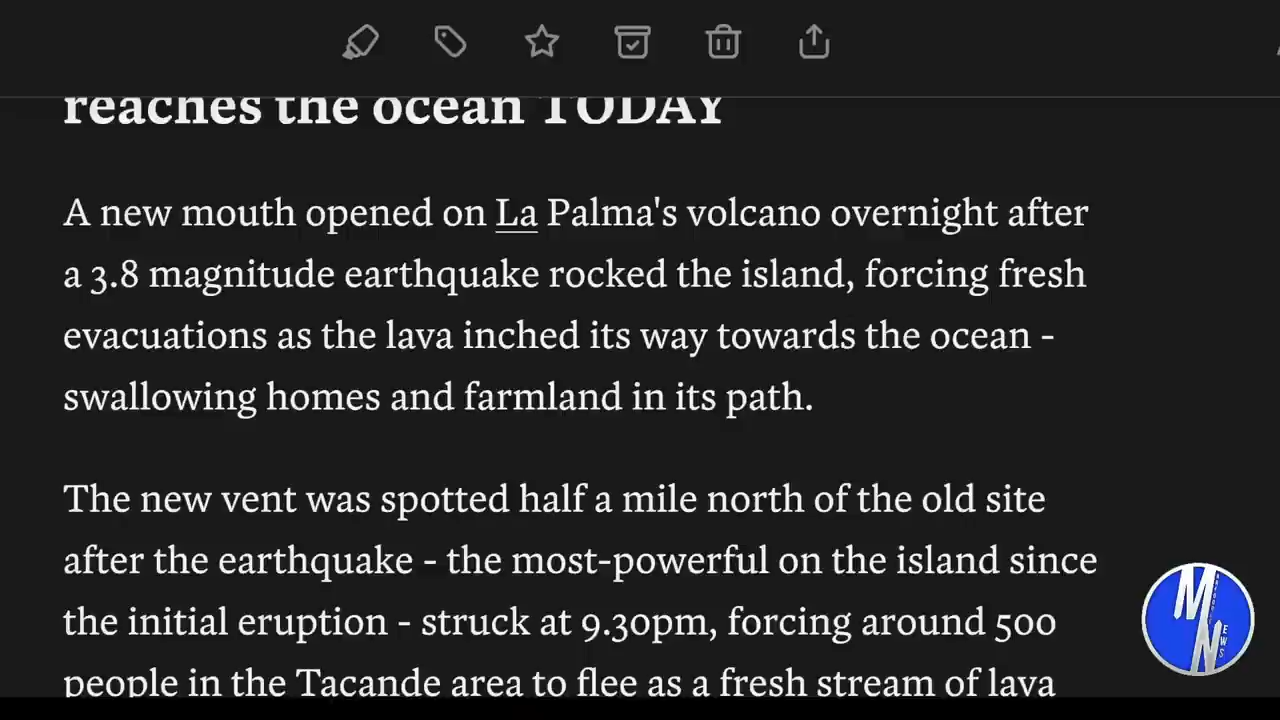 reaches the ocean TODAY
A new mouth opened on La Palma's volcano overnight after
a 3.8 magnitude earthquake rocked the island, forcing fresh
evacuations as the lava inched its way towards the ocean -
swallowing homes and farmland in its path.
The new vent was spotted half a mile north of the old site
after the earthquake - the most-powerful on the island since
the initial eruption - struck at 9.30pm, forcing around 500
people in the Tacande area to flee as a fresh stream of lava
MN
EWS